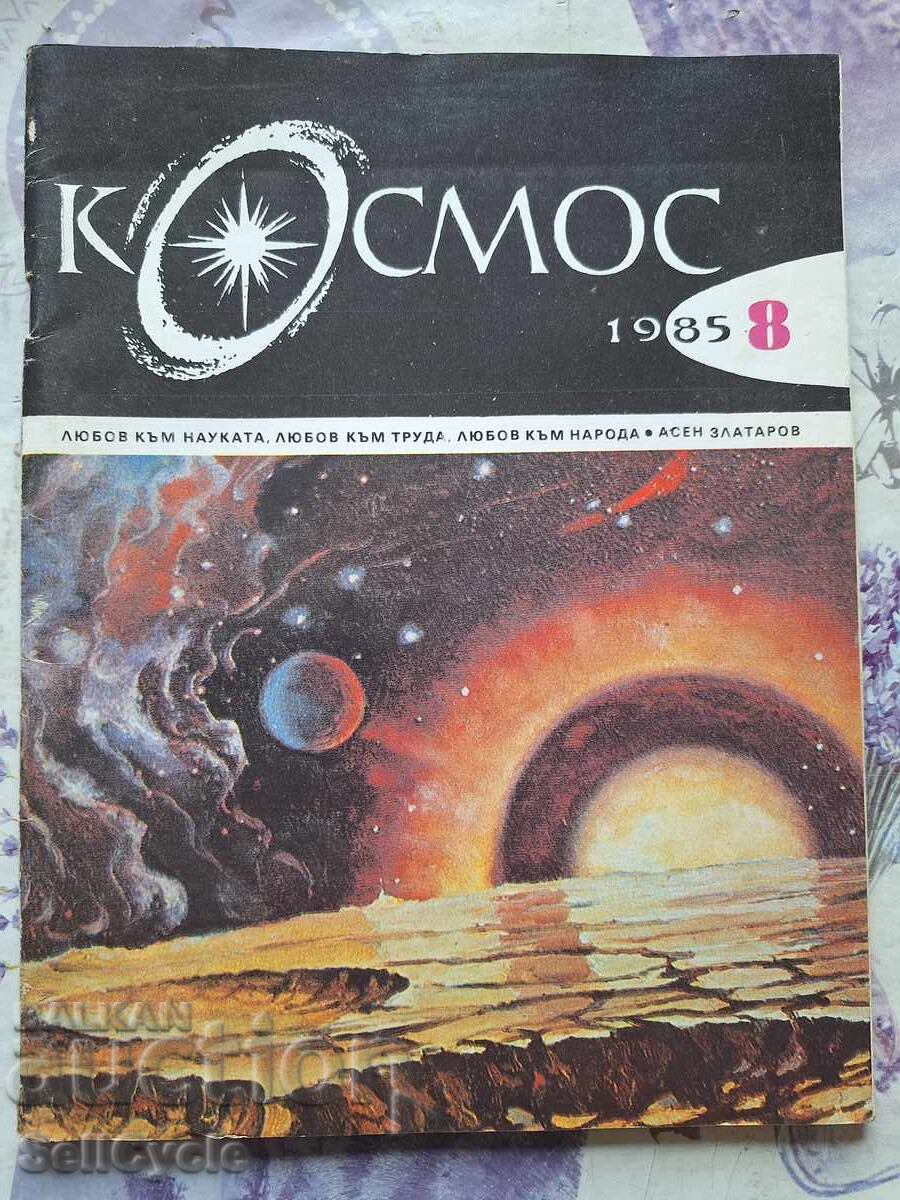 КОСМОС
1985 8
ЛЮБОВ КЪМ НАУКАТА, ЛЮБОВ КЪМ ТРУДА, ЛЮБОВ КЪМ НАРОДА • АСЕН ЗЛАТАРОВ
BALKAN
auction
SellCycle